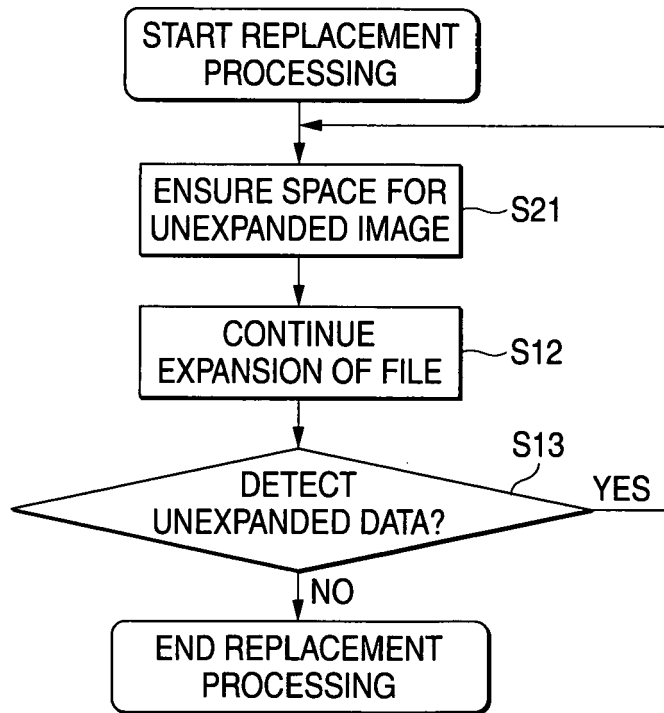 START REPLACEMENT
PROCESSING
ENSURE SPACE FOR
UNEXPANDED IMAGE
S21
CONTINUE
EXPANSION OF FILE
S12
S13
DETECT
UNEXPANDED DATA?
YES
NO
END REPLACEMENT
PROCESSING